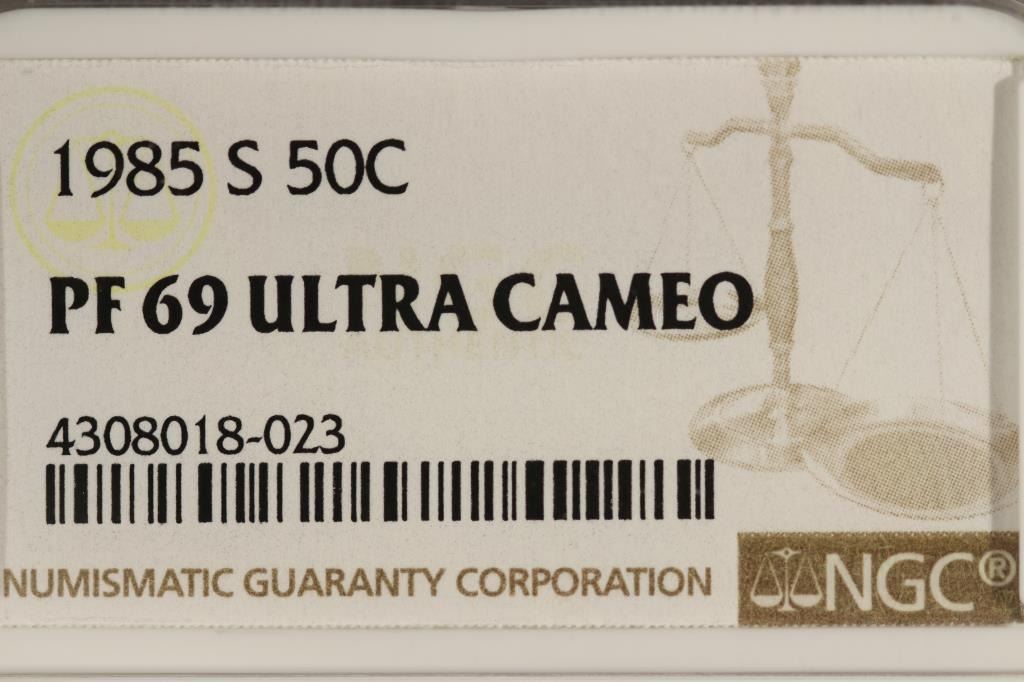 1985 S 50C
PF 69 ULTRA CAMEO
4308018-023
NUMISMATIC GUARANTY CORPORATION
NGC®